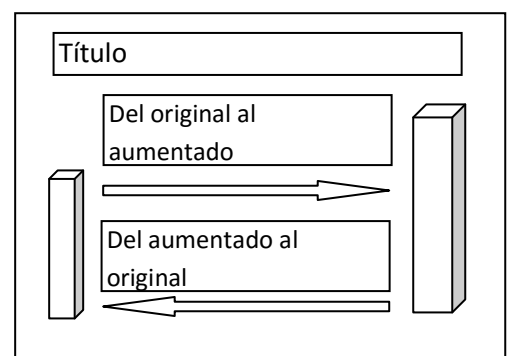 Título
Del original al
aumentado
Del aumentado al
original